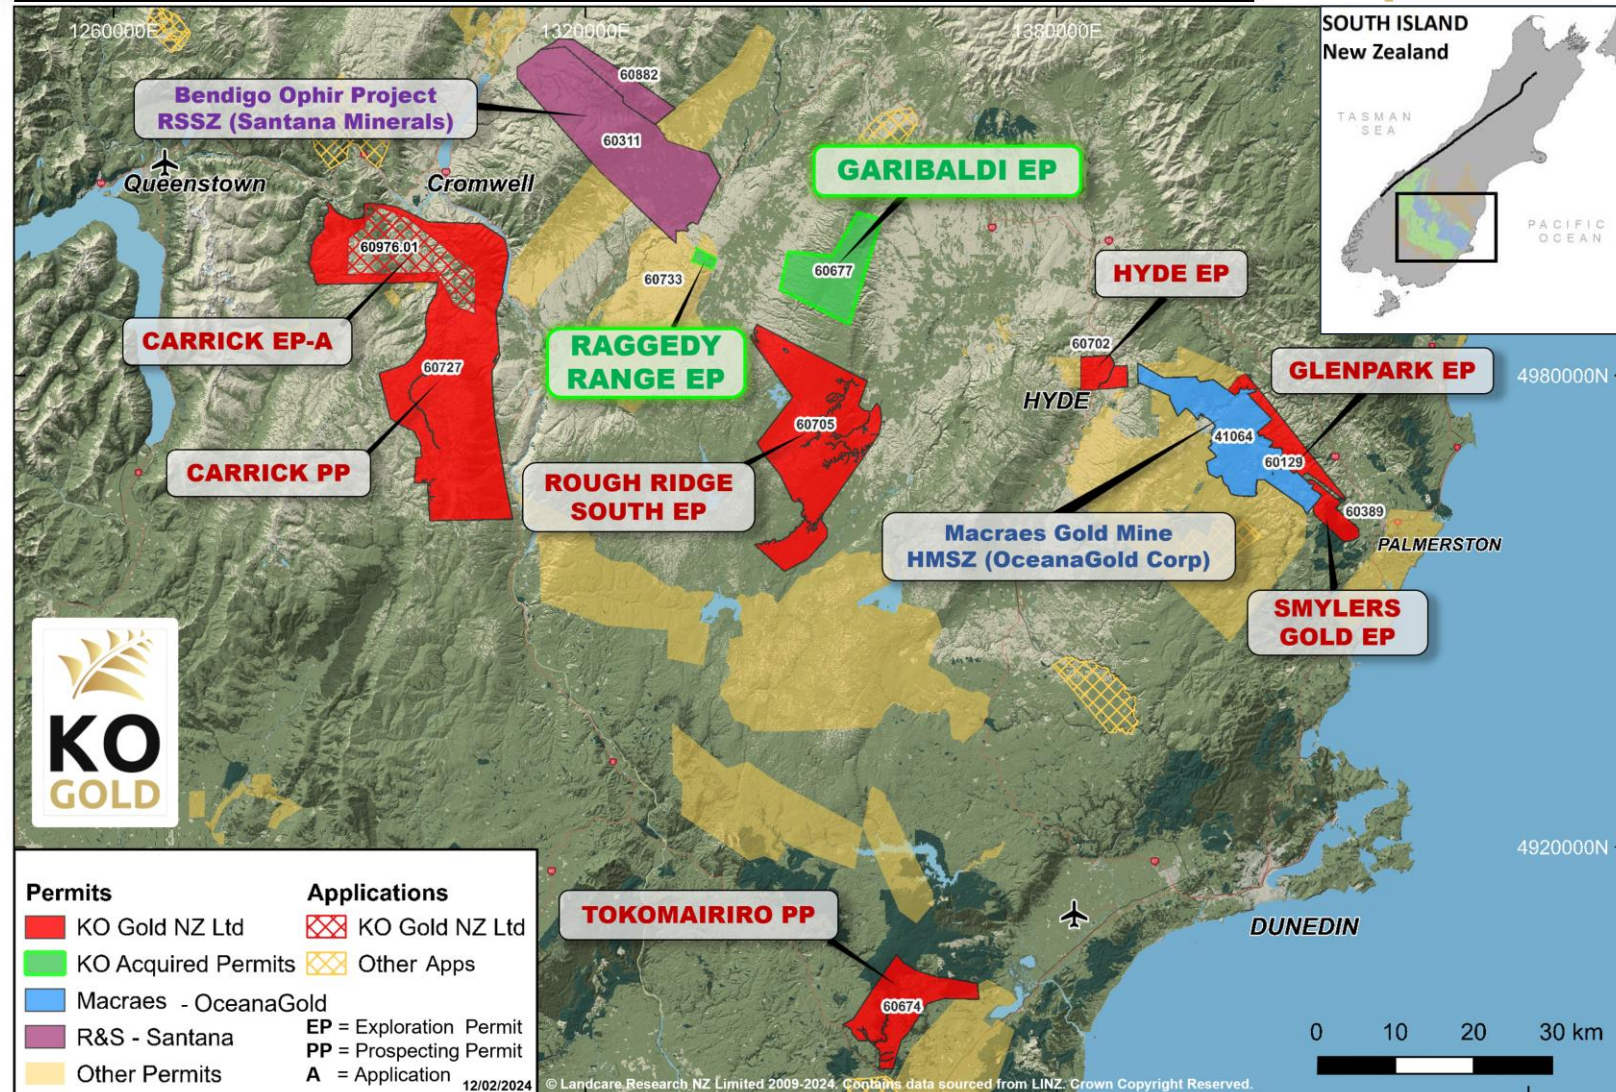 1260000E
1320000E
1380000E
SOUTH ISLAND
New Zealand
TASMAN
SEA
PACIFIC
OCEAN
Bendigo Ophir Project
RSSZ (Santana Minerals)
60882
60311
Queenstown
Cromwell
GARIBALDI EP
60976.01
60733
60677
HYDE EP
CARRICK EP-A
RAGGEDY
RANGE EP
60702
GLENPARK EP
4980000N
60727
HYDE
60705
41064
60129
CARRICK PP
ROUGH RIDGE
SOUTH EP
60389
Macraes Gold Mine
HMSZ (OceanaGold Corp)
PALMERSTON
SMYLERS
GOLD EP
KO
GOLD
4920000N
TOKOMAIRIRO PP
DUNEDIN
60674
Permits
Applications
KO Gold NZ Ltd
KO Gold NZ Ltd
KO Acquired Permits
Other Apps
Macraes - OceanaGold
R&S - Santana
Other Permits
EP = Exploration Permit
PP = Prospecting Permit
A = Application
12/02/2024
© Landcare Research NZ Limited 2009-2024. Contains data sourced from LINZ. Crown Copyright Reserved.
0 10 20 30 km